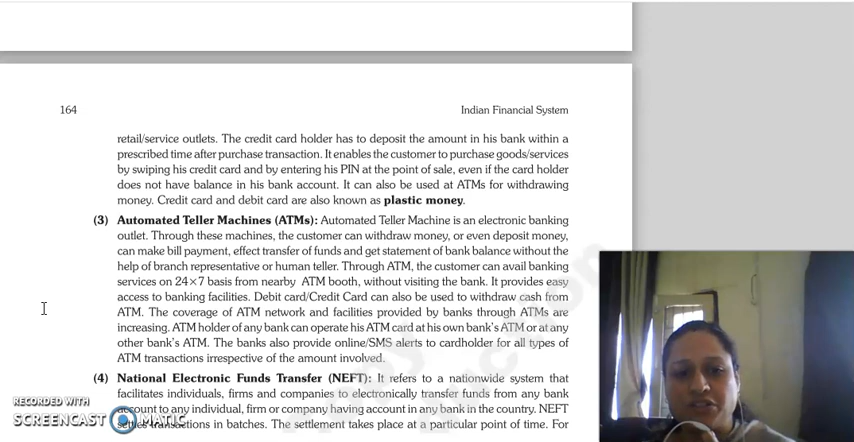 164
Indian Financial System
retail/service outlets. The credit card holder has to deposit the amount in his bank within a
prescribed time after purchase transaction. It enables the customer to purchase goods/services
by swiping his credit card and by entering his PIN at the point of sale, even if the card holder
does not have balance in his bank account. It can also be used at ATMs for withdrawing
money. Credit card and debit card are also known as plastic money.
(3) Automated Teller Machines (ATMs): Automated Teller Machine is an electronic banking
outlet. Through these machines, the customer can withdraw money, or even deposit money,
can make bill payment, effect transfer of funds and get statement of bank balance without the
help of branch representative or human teller. Through ATM, the customer can avail banking
services on 24×7 basis from nearby ATM booth, without visiting the bank. It provides easy
access to banking facilities. Debit card/Credit Card can also be used to withdraw cash from
ATM. The coverage of ATM network and facilities provided by banks through ATMs are
increasing. ATM holder of any bank can operate his ATM card at his own bank's ATM or at any
other bank's ATM. The banks also provide online/SMS alerts to cardholder for all types of
ATM transactions irrespective of the amount involved.
(4) National Electronic Funds Transfer (NEFT): It refers to a nationwide system that
facilitates individuals, firms and companies to electronically transfer funds from any bank
account to any individual, firm or company having account in any bank in the country. NEFT
settles transactions in batches. The settlement takes place at a particular point of time. For
RECORDED WITH
SCREENCAST MATIC